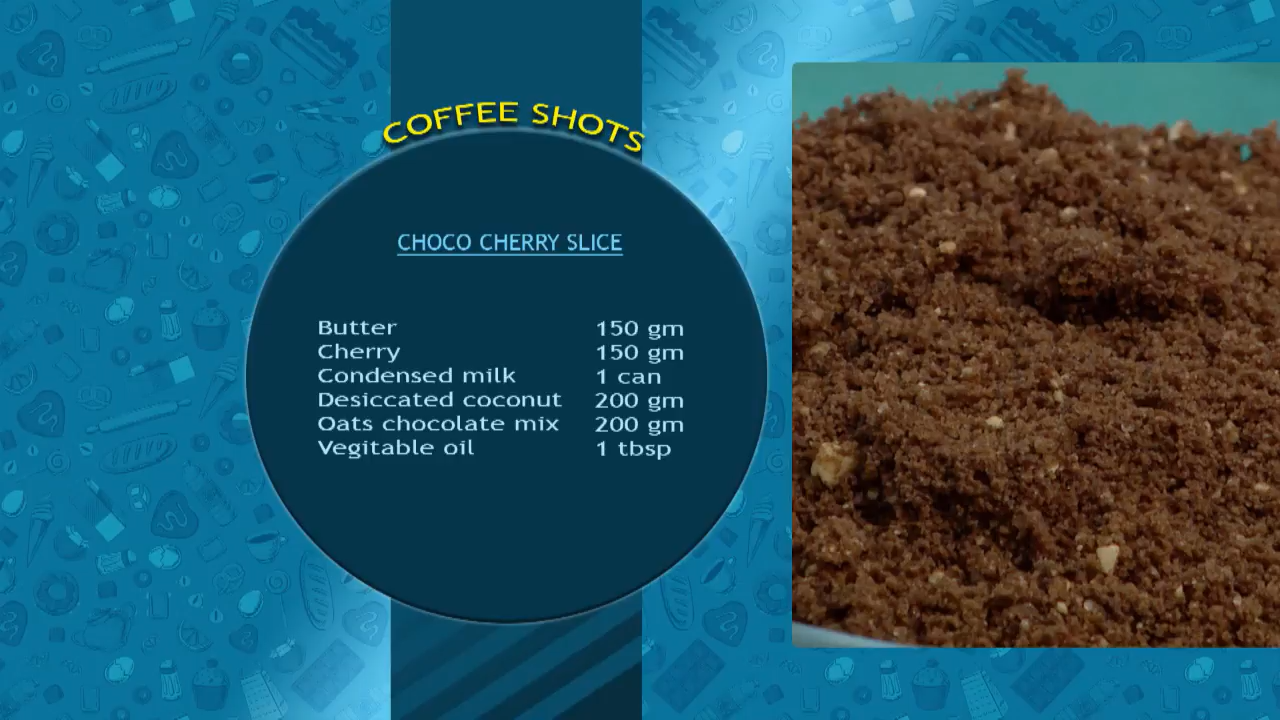 COFFEE SHOTS
CHOCO CHERRY SLICE
Butter 150 gm
Cherry 150 gm
Condensed milk 1 can
Desiccated coconut 200 gm
Oats chocolate mix 200 gm
Vegitable oil 1 tbsp